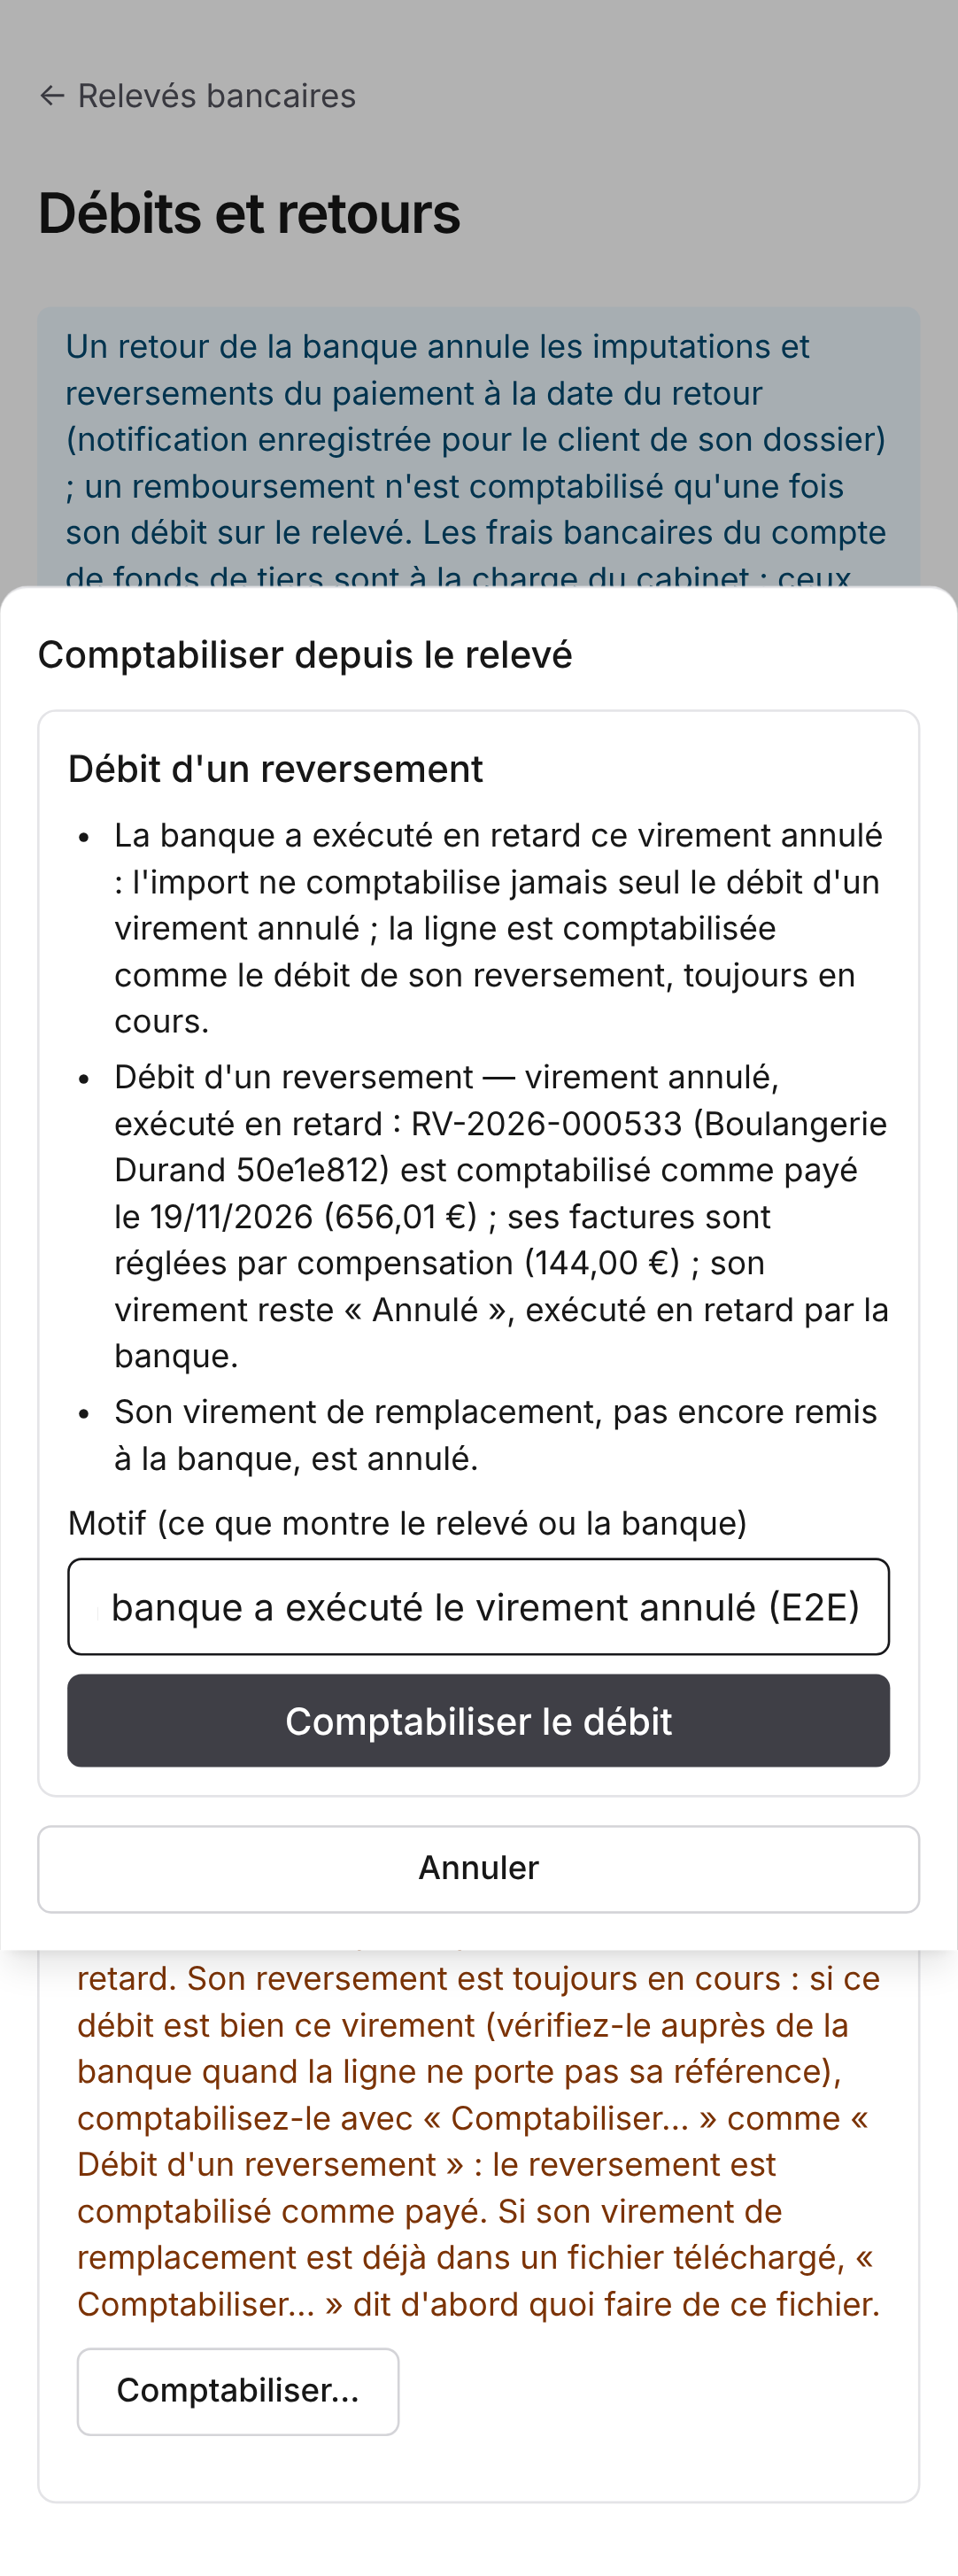 ← Relevés bancaires
Débits et retours
Un retour de la banque annule les imputations et
reversements du paiement à la date du retour
(notification enregistrée pour le client de son dossier)
; un remboursement n'est comptabilisé qu'une fois
son débit sur le relevé. Les frais bancaires du compte
de fonds de tiers sont à la charge du cabinet ; ceux
Comptabiliser depuis le relevé
Débit d'un reversement
• La banque a exécuté en retard ce virement annulé
: l'import ne comptabilise jamais seul le débit d'un
virement annulé ; la ligne est comptabilisée
comme le débit de son reversement, toujours en
cours.
• Débit d'un reversement — virement annulé,
exécuté en retard : RV-2026-000533 (Boulangerie
Durand 50e1e812) est comptabilisé comme payé
le 19/11/2026 (656,01 €) ; ses factures sont
réglées par compensation (144,00 €) ; son
virement reste « Annulé », exécuté en retard par la
banque.
• Son virement de remplacement, pas encore remis
à la banque, est annulé.
Motif (ce que montre le relevé ou la banque)
banque a exécuté le virement annulé (E2E)
Comptabiliser le débit
Annuler
retard. Son reversement est toujours en cours : si ce
débit est bien ce virement (vérifiez-le auprès de la
banque quand la ligne ne porte pas sa référence),
comptabilisez-le avec « Comptabiliser... » comme «
Débit d'un reversement » : le reversement est
comptabilisé comme payé. Si son virement de
remplacement est déjà dans un fichier téléchargé, «
Comptabiliser... » dit d'abord quoi faire de ce fichier.
Comptabiliser...